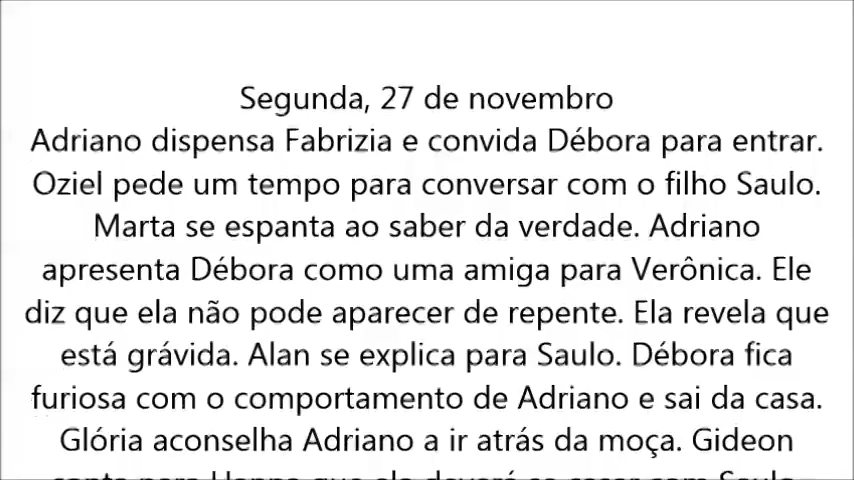 Segunda, 27 de novembro
Adriano dispensa Fabrizia e convida Débora para entrar.
Oziel pede um tempo para conversar com o filho Saulo.
Marta se espanta ao saber da verdade. Adriano
apresenta Débora como uma amiga para Verônica. Ele
diz que ela não pode aparecer de repente. Ela revela que
está grávida. Alan se explica para Saulo. Débora fica
furiosa com o comportamento de Adriano e sai da casa.
Glória aconselha Adriano a ir atrás da moça. Gideon